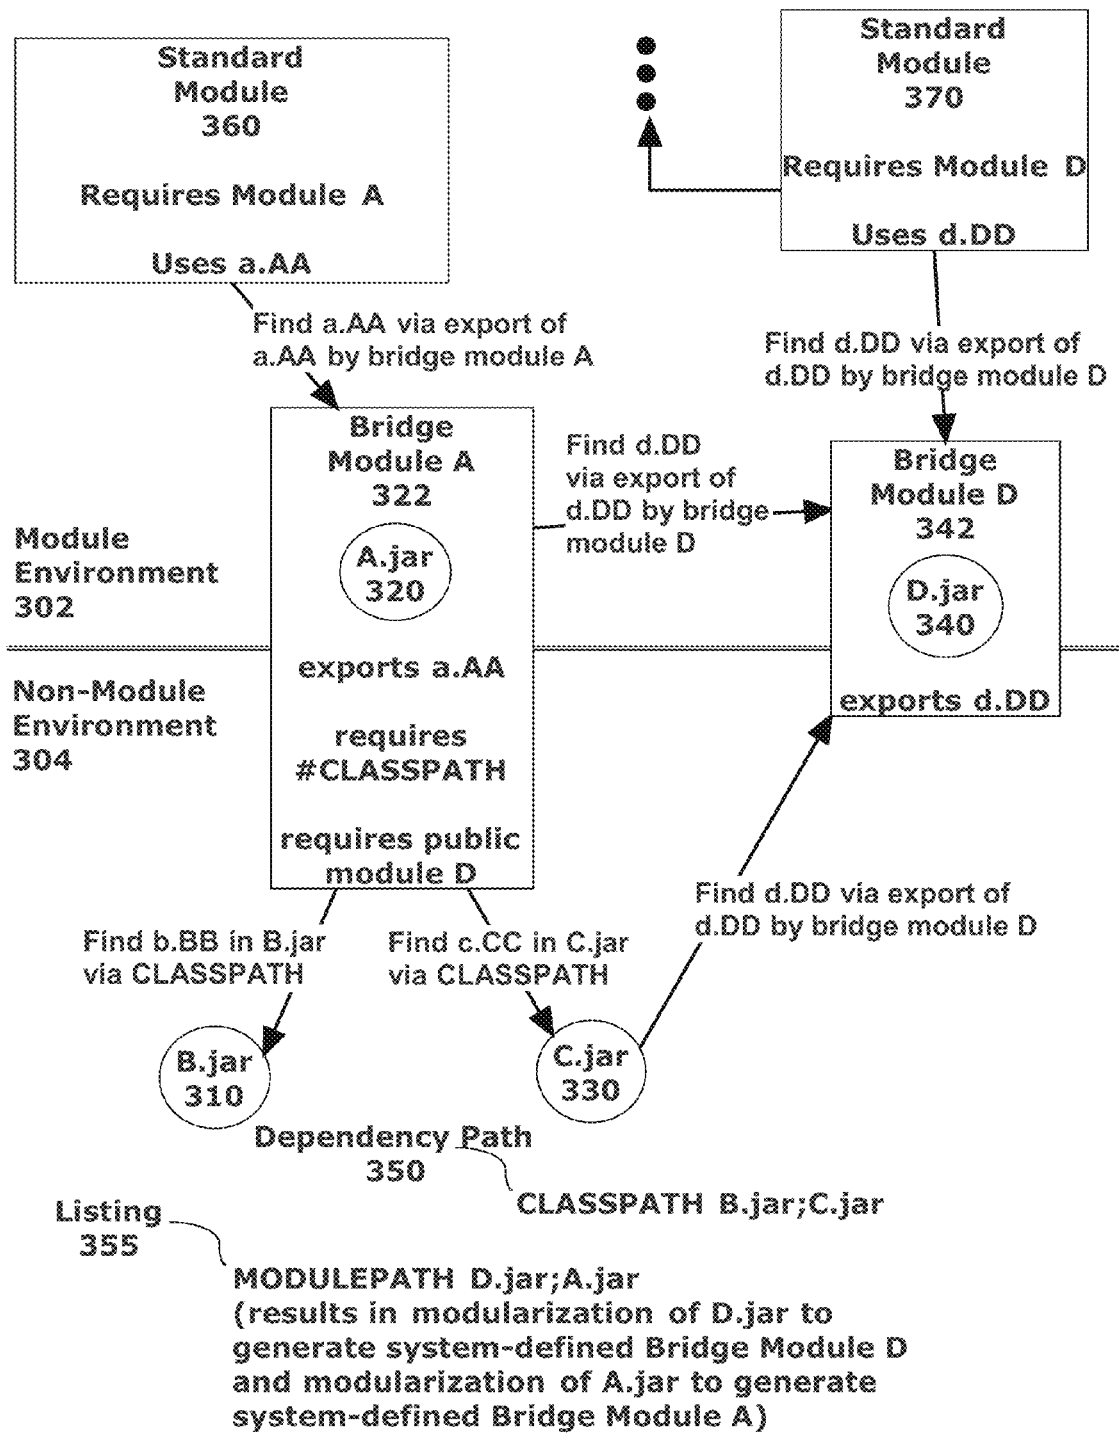 Standard
Module
360
Requires Module A
Uses a.AA
Standard
Module
370
Requires Module D
Uses d.DD
Find a.AA via export of
a.AA by bridge module A
Find d.DD via export of
d.DD by bridge module D
Bridge
Module A
322
A.jar
320
exports a.AA
requires
#CLASSPATH
requires public
module D
Find d.DD
via export of
d.DD by bridge
module D
Bridge
Module D
342
D.jar
340
exports d.DD
Module
Environment
302
Non-Module
Environment
304
Find b.BB in B.jar
via CLASSPATH
Find c.CC in C.jar
via CLASSPATH
Find d.DD via export of
d.DD by bridge module D
B.jar
310
C.jar
330
Dependency Path
350
CLASSPATH B.jar;C.jar
Listing
355
MODULEPATH D.jar;A.jar
(results in modularization of D.jar to
generate system-defined Bridge Module D
and modularization of A.jar to generate
system-defined Bridge Module A)